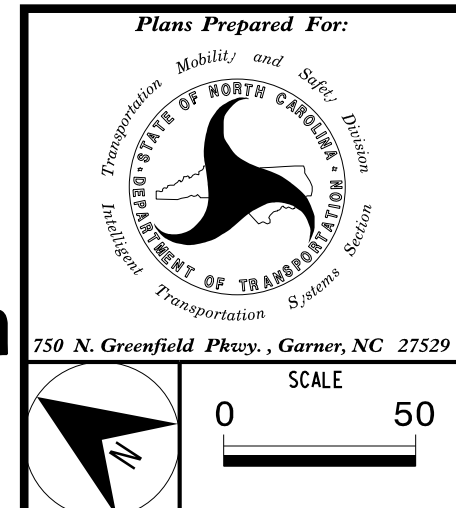 Plans Prepared For:
Transportation Mobility and Safety Division
STATE OF NORTH CAROLINA
DEPARTMENT OF TRANSPORTATION
Intelligent Transportation Systems Section
750 N. Greenfield Pkwy. , Garner, NC 27529
SCALE
0 50
N